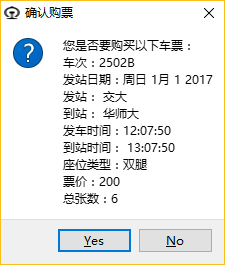 确认购票
您是否要购买以下车票：
车次：2502B
发站日期：周日 1月 1 2017
发站： 交大
到站： 华师大
发车时间：12:07:50
到站时间： 13:07:50
座位类型：双腿
票价：200
总张数：6
Yes
No